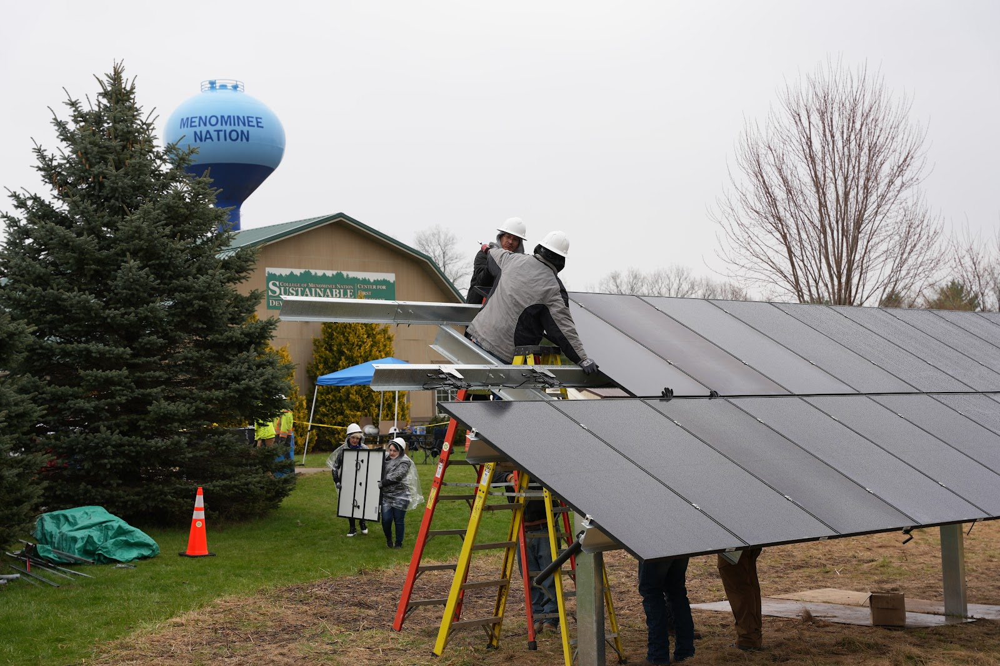 MENOMINEE
NATION
COLLEGE OF MENOMINEE NATION
SUSTAINABLE
CENTER FOR
FIRST